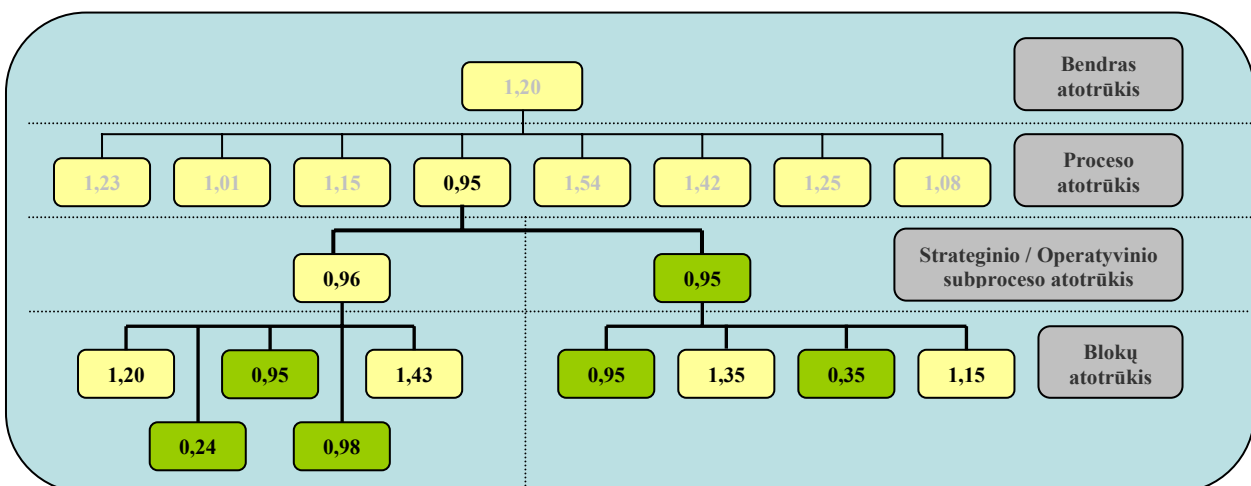 Bendras
atotrūkis
1,20
Proceso
atotrūkis
1,23 1,01 1,15 0,95 1,54 1,42 1,25 1,08
Strateginio / Operatyvinio
subproceso atotrūkis
0,96 0,95
Blokų
atotrūkis
1,20 0,95 1,43 0,95 1,35 0,35 1,15
0,24 0,98